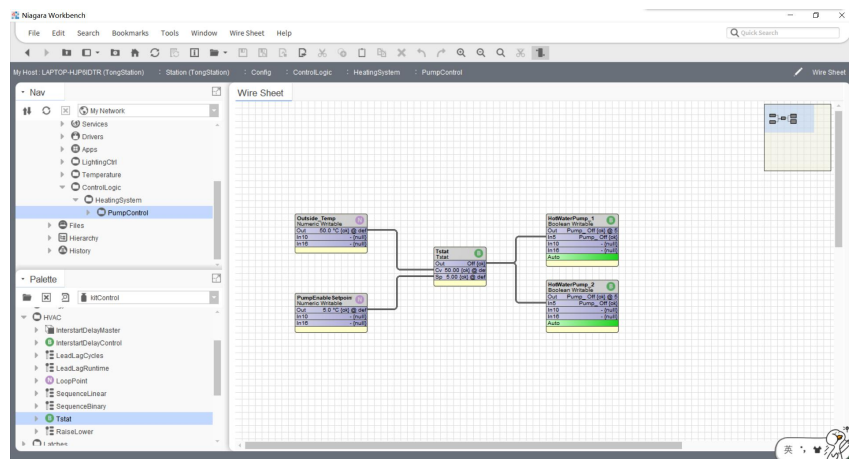 Niagara Workbench
File Edit Search Bookmarks Tools Window Wire Sheet Help
Quick Search
My Host : LAPTOP-HJP6IDTR (TongStation) : Station (TongStation) : Config : ControlLogic : HeatingSystem : PumpControl
Wire Sheet
Nav
My Network
Services
Drivers
Apps
LightingCtrl
Temperature
ControlLogic
HeatingSystem
PumpControl
Files
Hierarchy
History
Palette
kitControl
HVAC
InterstartDelayMaster
InterstartDelayControl
LeadLagCycles
LeadLagRuntime
LoopPoint
SequenceLinear
SequenceBinary
Tstat
RaiseLower
Latches
Wire Sheet
Outside_Temp
Numeric Writable
Out 50.0 °C {ok} @ def
In10 - {null}
In16 - {null}
PumpEnableSetpoint
Numeric Writable
Out 5.0 °C {ok} @ def
In10 - {null}
In16 - {null}
Tstat
Tstat
Out Off {ok}
Cv 50.00 {ok} @ de
Sp 5.00 {ok} @ def
HotWaterPump_1
Boolean Writable
Out Pump_ Off {ok} @ 5
In5 Pump_ Off {ok}
In10 - {null}
In16 - {null}
Auto
HotWaterPump_2
Boolean Writable
Out Pump_ Off {ok} @ 5
In5 Pump_ Off {ok}
In10 - {null}
In16 - {null}
Auto
英